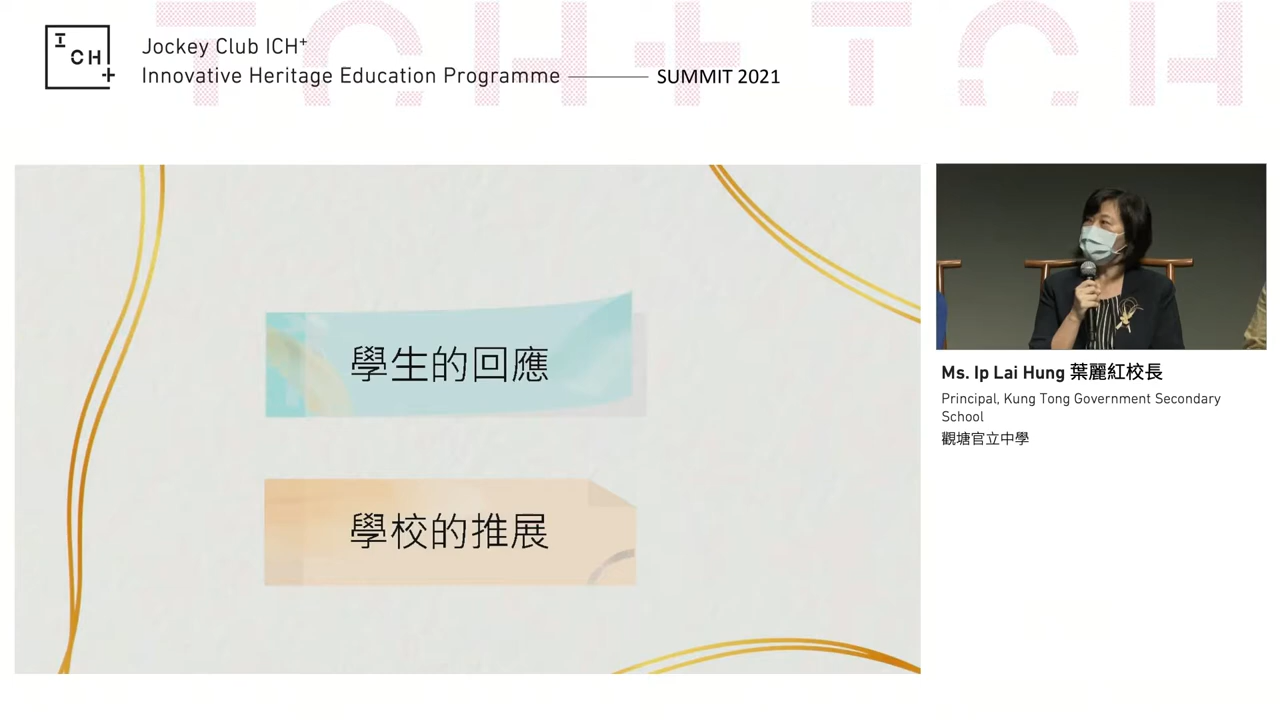 I
CH
+
Jockey Club ICH+
Innovative Heritage Education Programme
SUMMIT 2021
ICH+ICH
學生的回應
學校的推展
Ms. Ip Lai Hung 葉麗紅校長
Principal, Kung Tong Government Secondary
School
觀塘官立中學